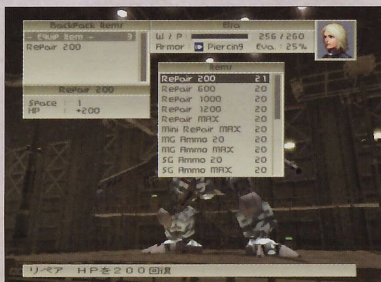 BackPack Items
- Equip Item - 3
Repair 200
Repair 200
Space : 1
HP : +200
Elsa
W / P : 256 / 260
Armor : Piercing Eva. : 25%
Items
Repair 200 21
Repair 600 20
Repair 1000 20
Repair 1200 20
Repair MAX 20
Mini Repair MAX 20
MG Ammo 20 20
MG Ammo MAX 20
SG Ammo 20 20
SG Ammo MAX 20
リペア HPを200回復